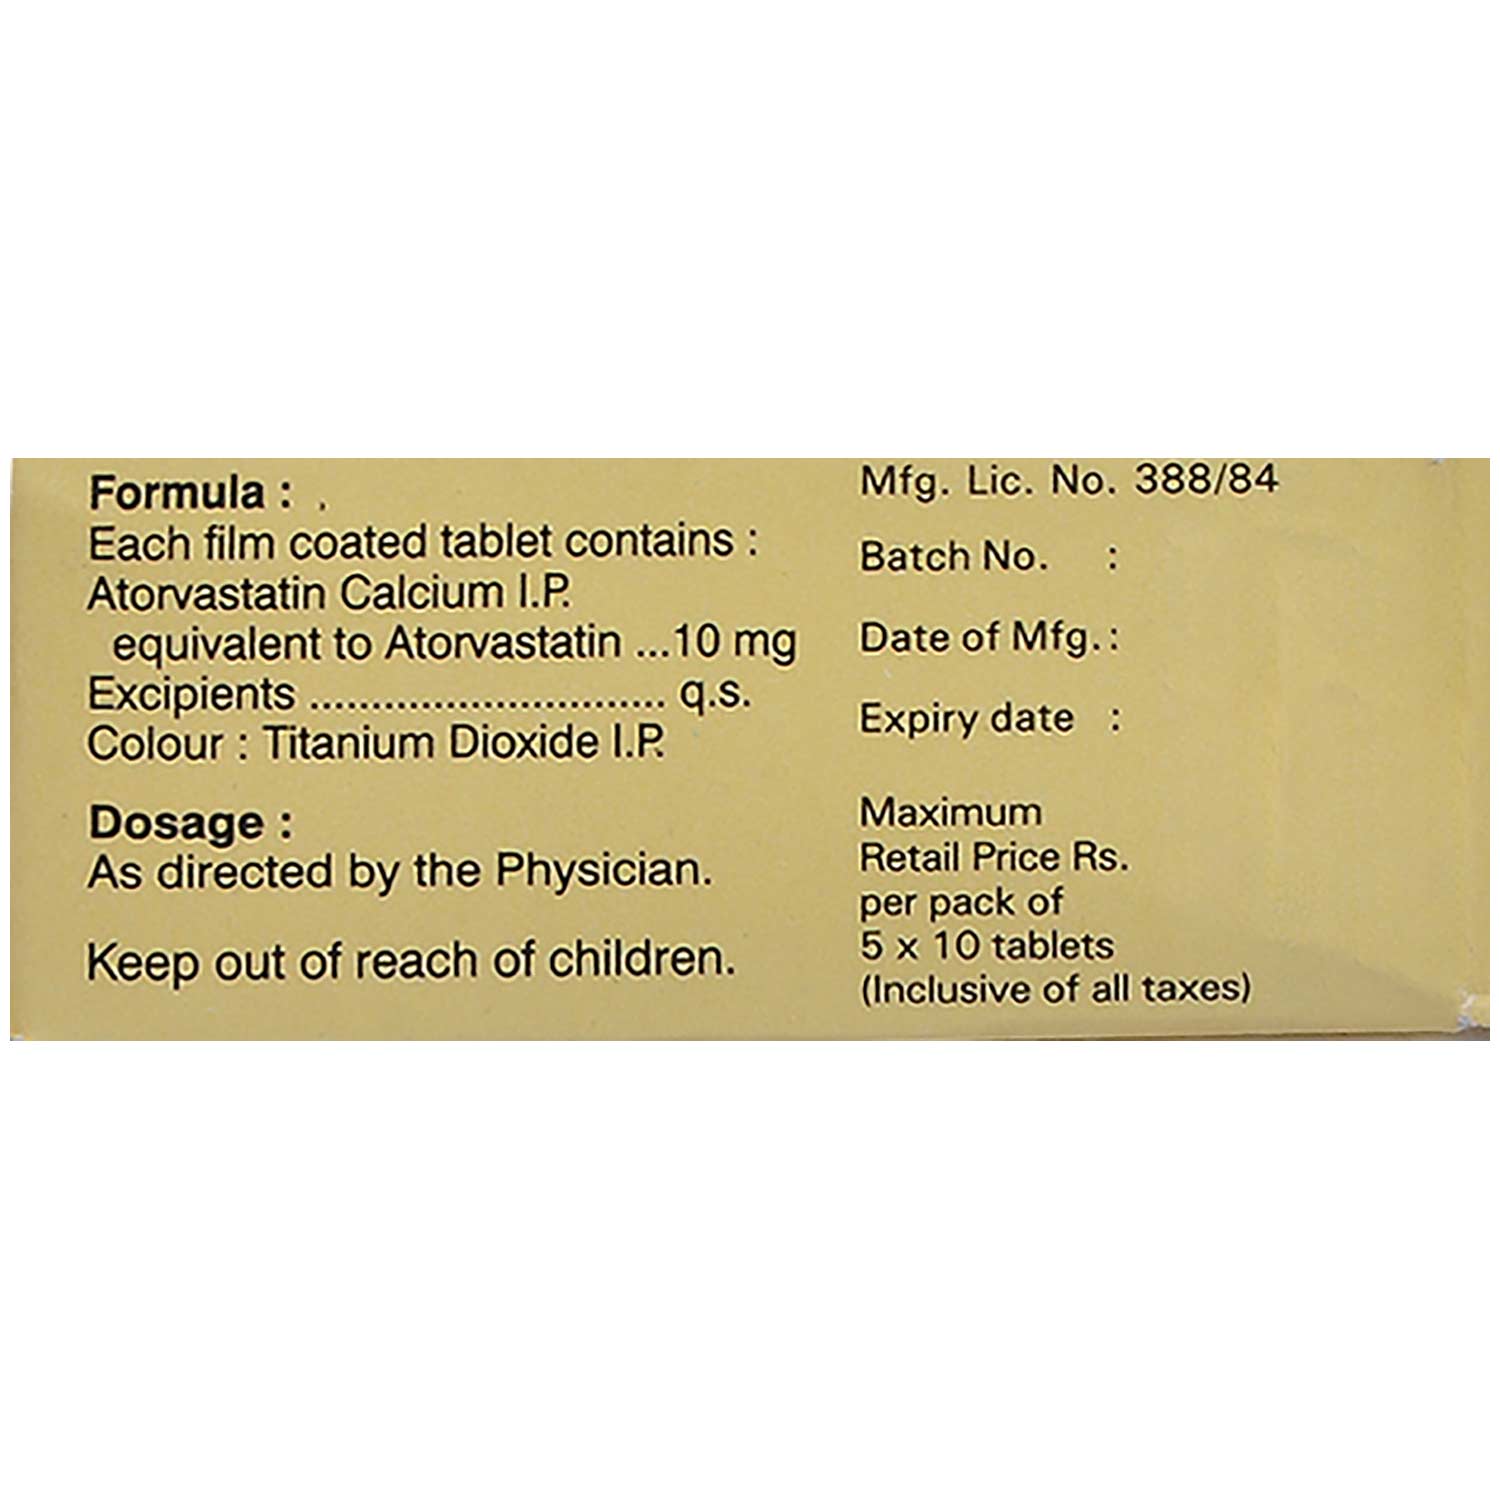 Formula :
Each film coated tablet contains :
Atorvastatin Calcium I.P.
equivalent to Atorvastatin ...10 mg
Excipients ............................. q.s.
Colour : Titanium Dioxide I.P.
Dosage :
As directed by the Physician.
Keep out of reach of children.
Mfg. Lic. No. 388/84
Batch No. :
Date of Mfg. :
Expiry date :
Maximum
Retail Price Rs.
per pack of
5 x 10 tablets
(Inclusive of all taxes)